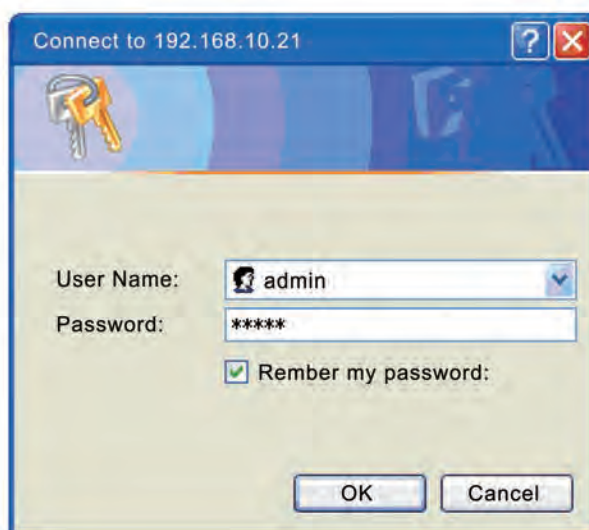 Connect to 192.168.10.21
User Name: admin
Password: *****
Rember my password:
OK Cancel